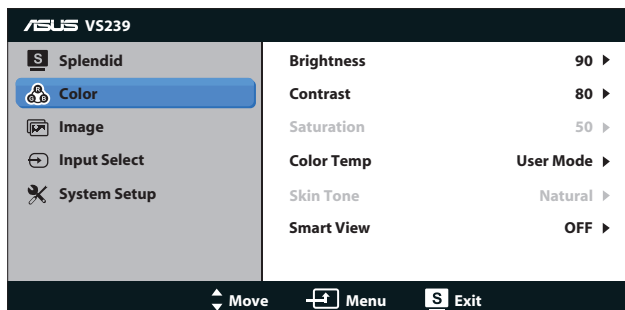 ASUS VS239
S Splendid
Brightness 90
R G B Color
Contrast 80
Image
Saturation 50
Input Select
Color Temp User Mode
System Setup
Skin Tone Natural
Smart View OFF
Move Menu S Exit